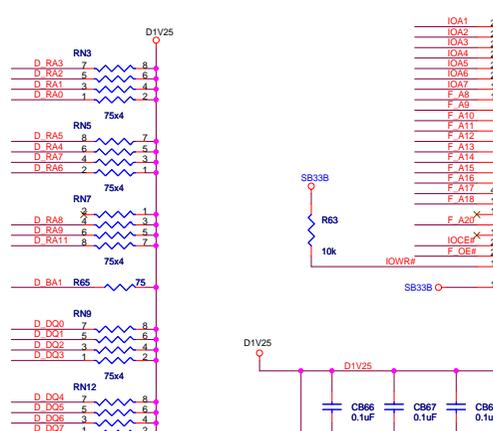 D1V25
RN3
D_RA3 7 8
D_RA2 5 6
D_RA1 3 4
D_RA0 1 2
75x4
RN5
D_RA5 8 7
D_RA4 6 5
D_RA7 4 3
D_RA6 2 1
75x4
RN7
2 1
D_RA8 4 3
D_RA9 6 5
D_RA11 8 7
75x4
D_BA1 R65 75
RN9
D_DQ0 7 8
D_DQ1 5 6
D_DQ2 3 4
D_DQ3 1 2
75x4
RN12
D_DQ4 7 8
D_DQ5 5 6
D_DQ6 3 4
D_DQ7 1 2
IOA1
IOA2
IOA3
IOA4
IOA5
IOA6
IOA7
F_A8
F_A9
F_A10
F_A11
F_A12
F_A13
F_A14
F_A15
F_A16
F_A17
F_A18
F_A20
IOCE#
F_OE#
IOWR#
SB33B
R63
10k
SB33B
D1V25
D1V25
CB66
0.1uF
CB67
0.1uF